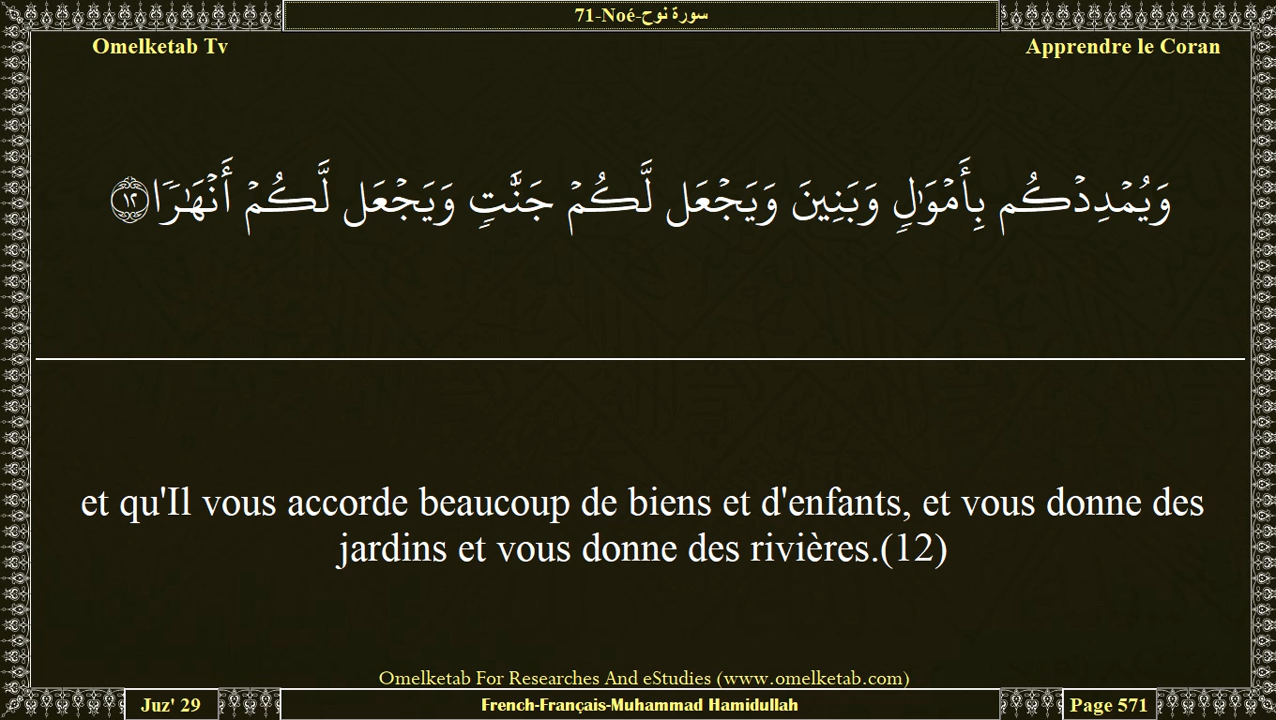 71-Noé-سورة نوح
Omelketab Tv
Apprendre le Coran
وَيُمۡدِدۡكُم بِأَمۡوَٰلٖ وَبَنِينَ وَيَجۡعَل لَّكُمۡ جَنَّٰتٖ وَيَجۡعَل لَّكُمۡ أَنۡهَٰرٗا ١٢
et qu'Il vous accorde beaucoup de biens et d'enfants, et vous donne des
jardins et vous donne des rivières.(12)
Omelketab For Researches And eStudies (www.omelketab.com)
Juz' 29
French-Français-Muhammad Hamidullah
Page 571